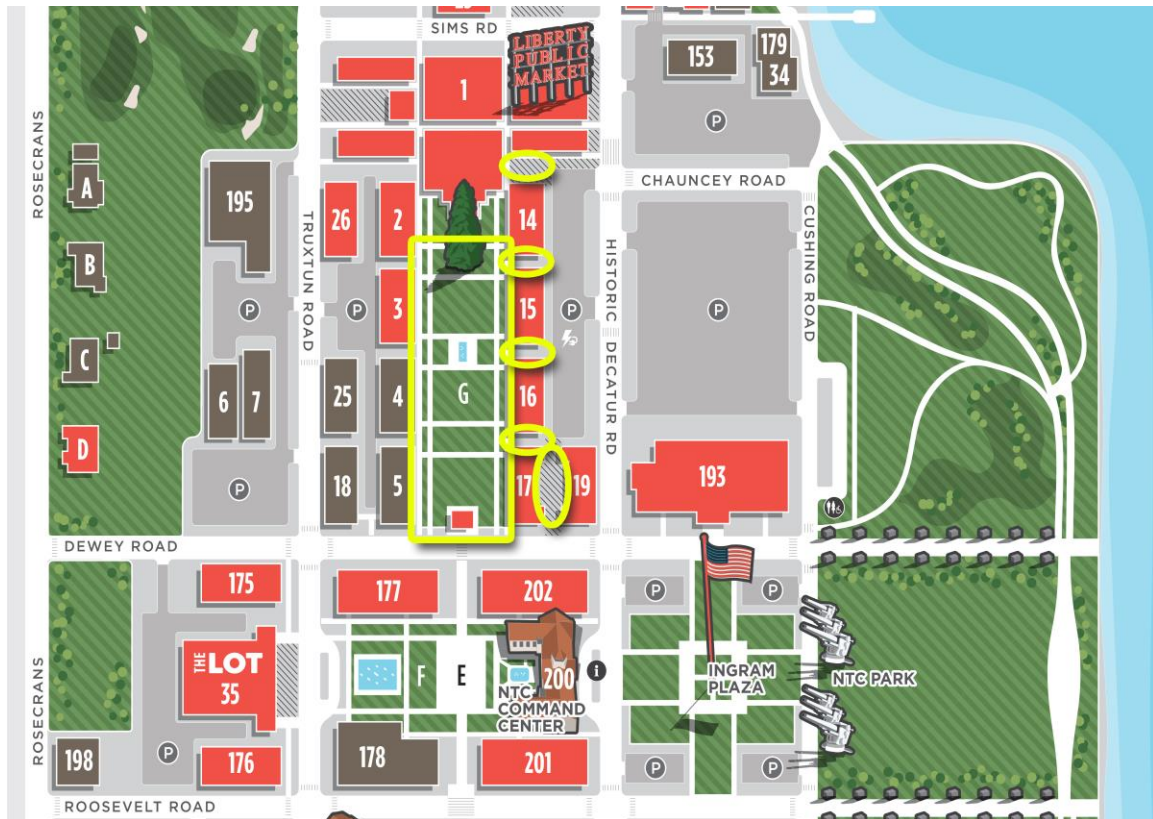 SIMS RD
LIBERTY
PUBLIC
MARKET
1
153
179
34
P
ROSECRANS
A
195
26
2
14
CHAUNCEY ROAD
TRUXTUN ROAD
HISTORIC DECATUR RD
CUSHING ROAD
B
P
P
3
15
P
P
C
6
7
25
4
G
16
D
P
18
5
17
19
193
DEWEY ROAD
175
177
202
P
P
ROSECRANS
THE LOT
35
F
E
200
i
NTC
COMMAND
CENTER
INGRAM
PLAZA
NTC PARK
198
P
176
178
201
P
P
ROOSEVELT ROAD